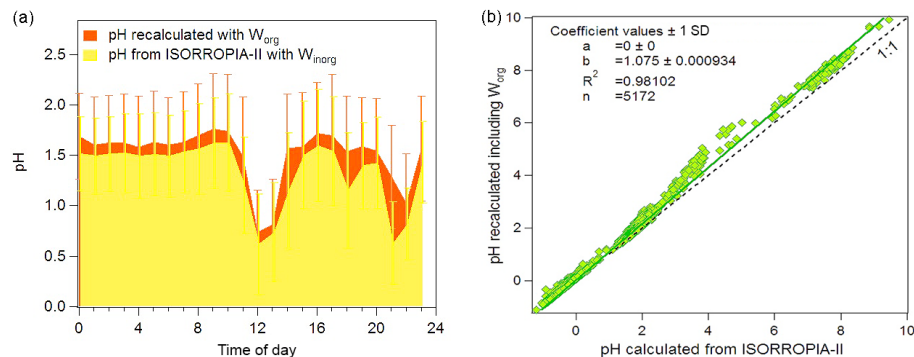 (a)
pH recalculated with Worg
pH from ISORROPIA-II with Winorg
2.5
2.0
1.5
1.0
0.5
0.0
pH
0 4 8 12 16 20 24
Time of day
(b)
Coefficient values ± 1 SD
a =0 ± 0
b =1.075 ± 0.000934
R2 =0.98102
n =5172
1:1
10
8
6
4
2
0
pH recalculated including Worg
0 2 4 6 8 10
pH calculated from ISORROPIA-II